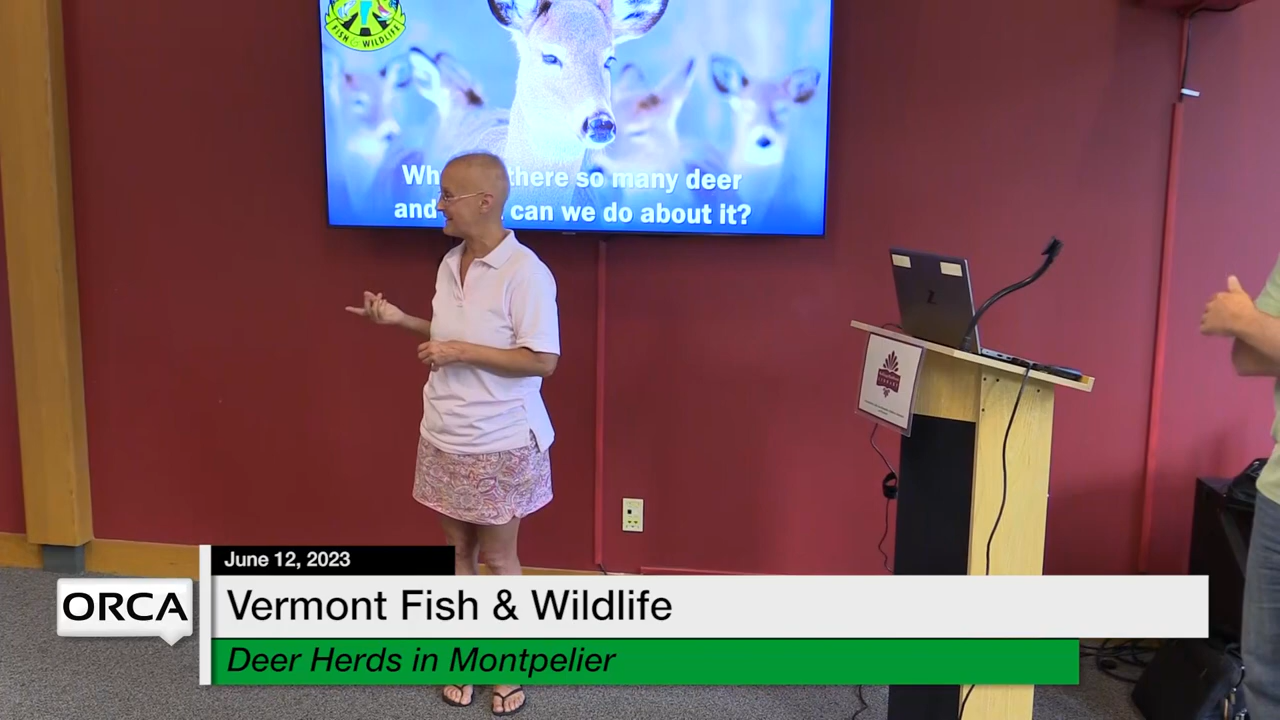 FISH & WILDLIFE
there so many deer
and can we do about it?
June 12, 2023
ORCA
Vermont Fish & Wildlife
Deer Herds in Montpelier